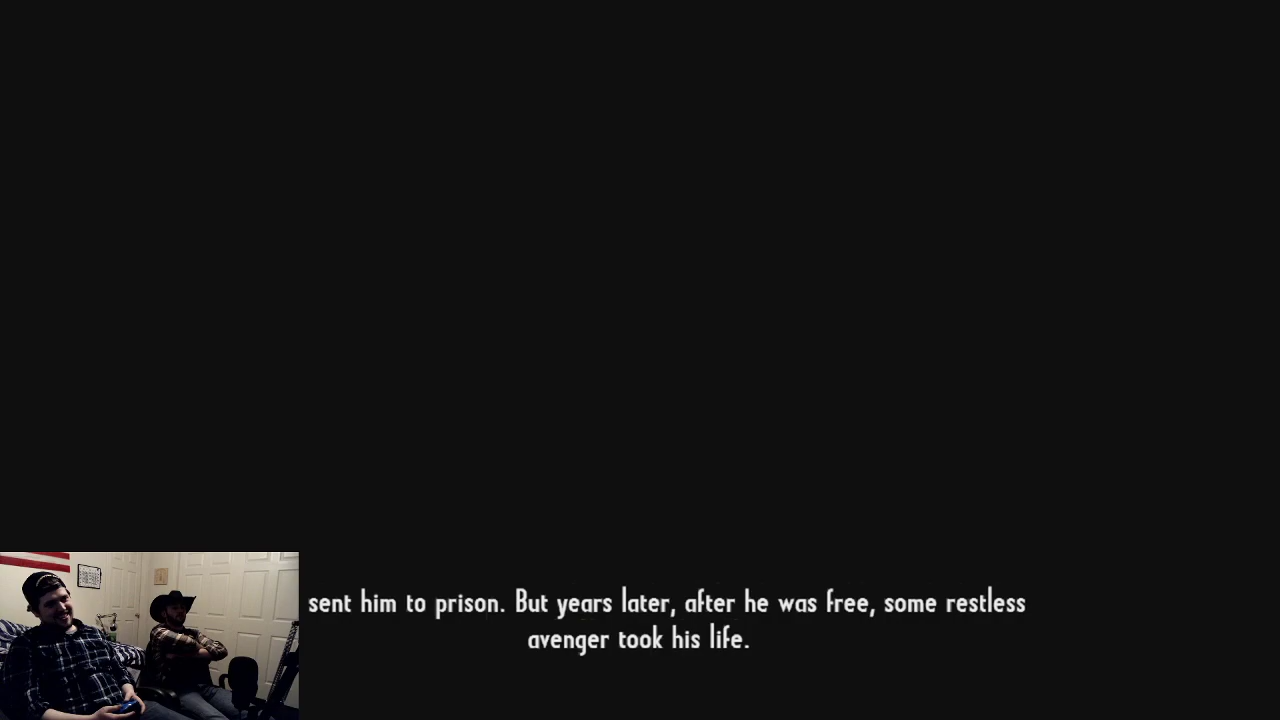 sent him to prison. But years later, after he was free, some restless
avenger took his life.